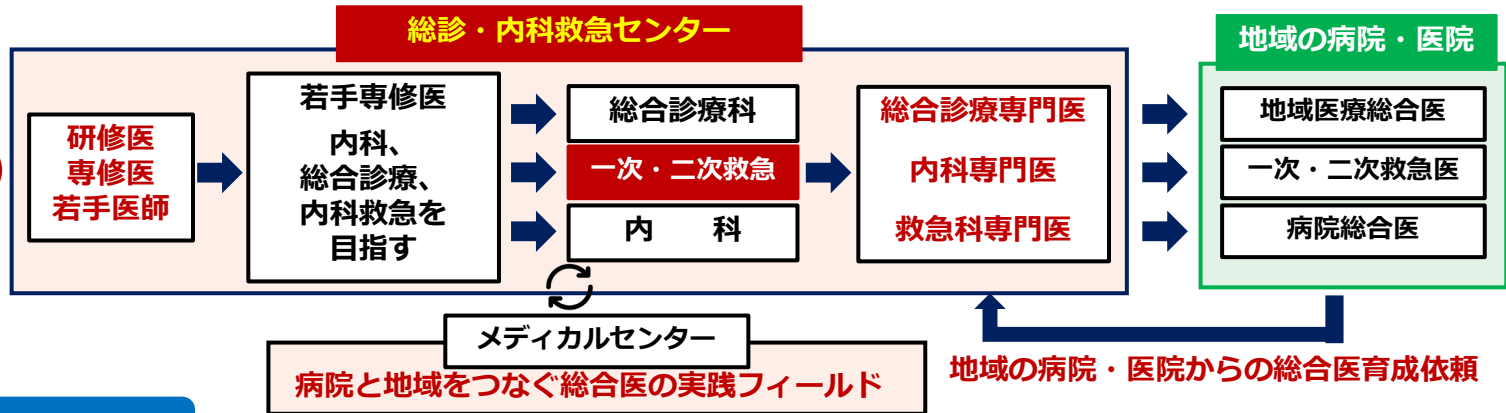 総診・内科救急センター
地域の病院・医院
研修医
専修医
若手医師
若手専修医
内科、
総合診療、
内科救急を
目指す
総合診療科
一次・二次救急
内　　科
総合診療専門医
内科専門医
救急科専門医
地域医療総合医
一次・二次救急医
病院総合医
メディカルセンター
病院と地域をつなぐ総合医の実践フィールド
地域の病院・医院からの総合医育成依頼